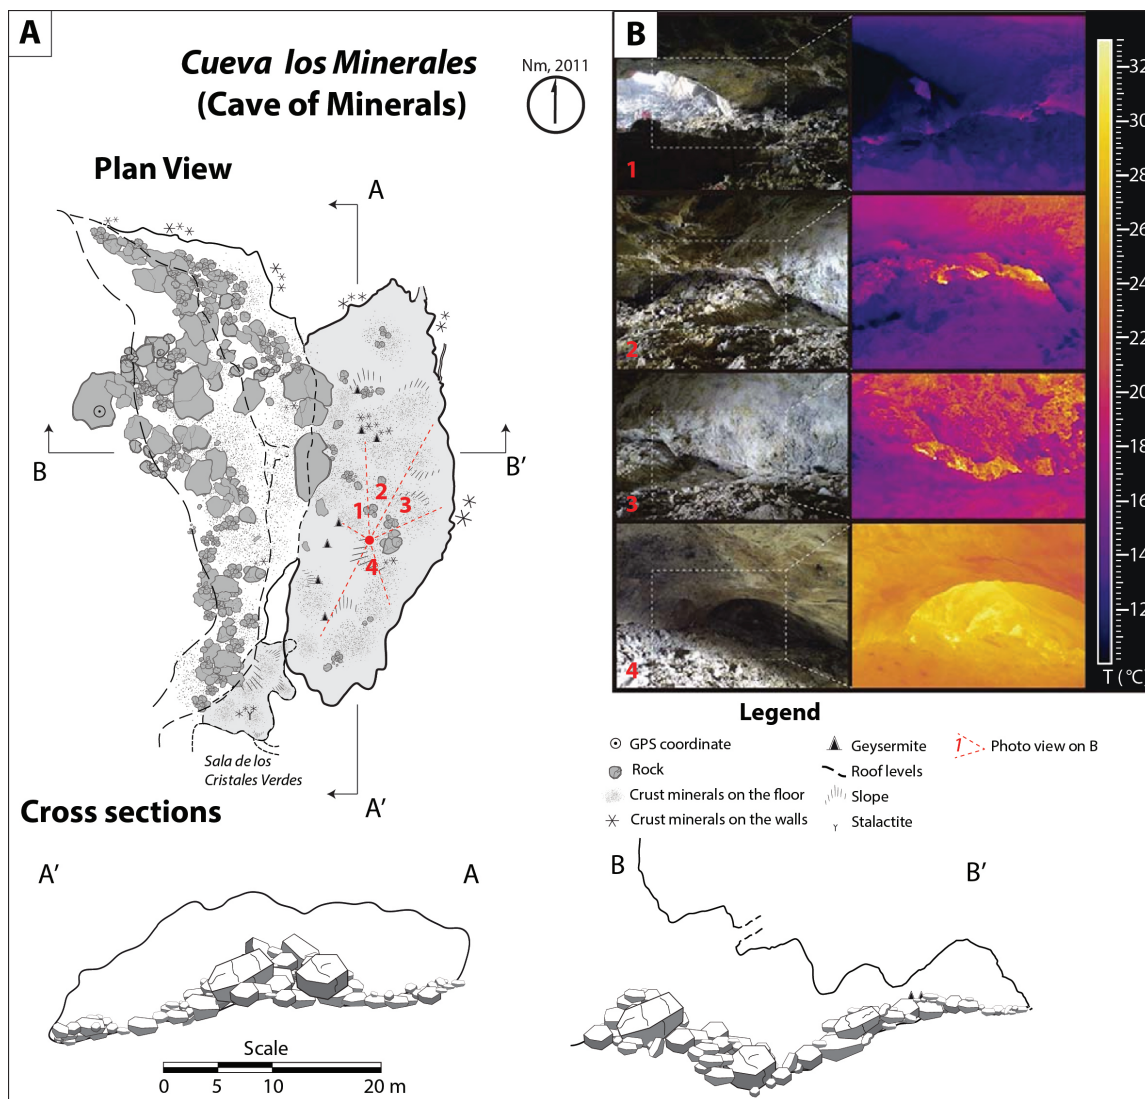 A
Cueva los Minerales
(Cave of Minerals)
Nm, 2011
Plan View
A
B
B'
1
2
3
4
Sala de los
Cristales Verdes
A'
B
1
2
3
4
32
30
28
26
24
20
18
16
14
12
T (°C
Legend
GPS coordinate
Rock
Crust minerals on the floor
Crust minerals on the walls
Geysermite
Roof levels
Slope
Stalactite
1 Photo view on B
Cross sections
A'
A
B
B'
Scale
0 5 10 20 m